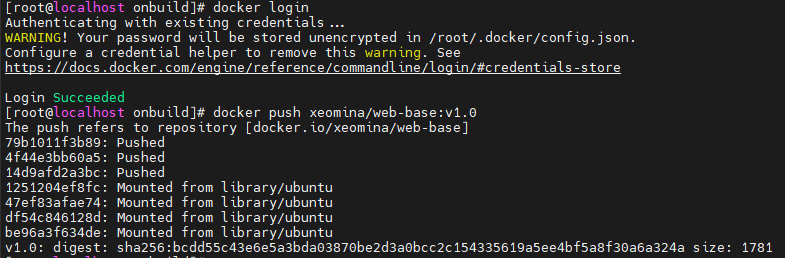 [root@localhost onbuild]# docker login
Authenticating with existing credentials...
WARNING! Your password will be stored unencrypted in /root/.docker/config.json.
Configure a credential helper to remove this warning. See
https://docs.docker.com/engine/reference/commandline/login/#credentials-store
Login Succeeded
[root@localhost onbuild]# docker push xeomina/web-base:v1.0
The push refers to repository [docker.io/xeomina/web-base]
79b1011f3b89: Pushed
4f44e3bb60a5: Pushed
14d9afd2a3bc: Pushed
1251204ef8fc: Mounted from library/ubuntu
47ef83afae74: Mounted from library/ubuntu
df54c846128d: Mounted from library/ubuntu
be96a3f634de: Mounted from library/ubuntu
v1.0: digest: sha256:bcdd55c43e6e5a3bda03870be2d3a0bcc2c154335619a5ee4bf5a8f30a6a324a size: 1781